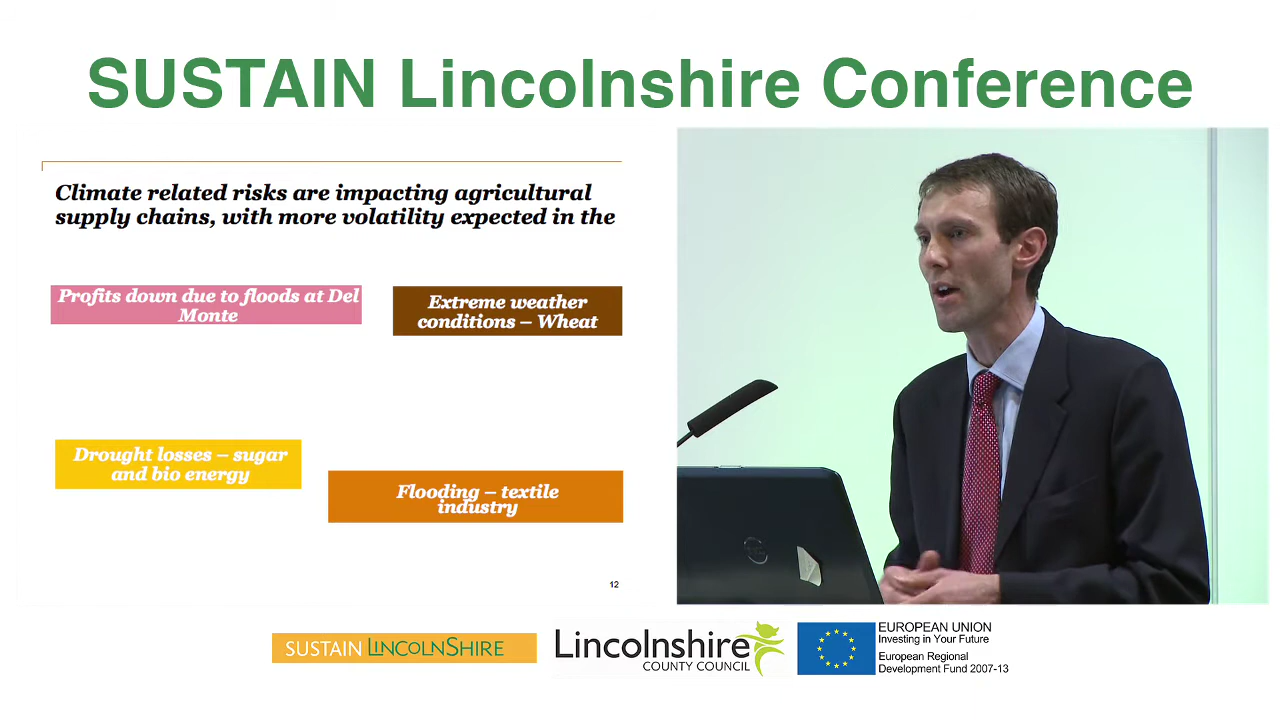 SUSTAIN Lincolnshire Conference
Climate related risks are impacting agricultural
supply chains, with more volatility expected in the
Profits down due to floods at Del
Monte
Extreme weather
conditions – Wheat
Drought losses – sugar
and bio energy
Flooding – textile
industry
12
SUSTAIN LINCOLNSHIRE
Lincolnshire
COUNTY COUNCIL
EUROPEAN UNION
Investing in Your Future
European Regional
Development Fund 2007-13